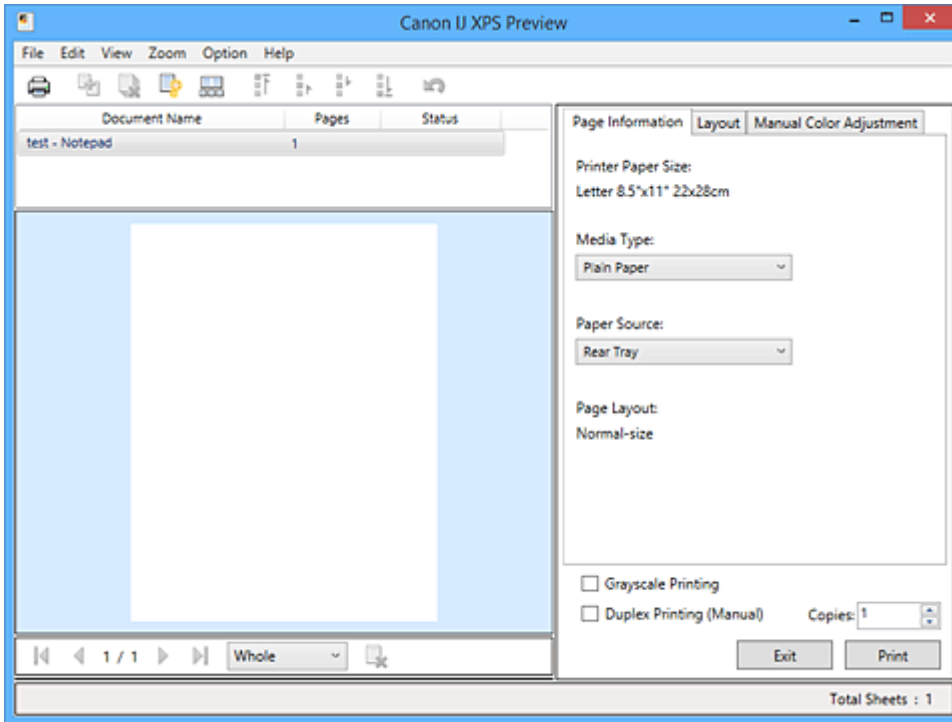 Canon IJ XPS Preview
File Edit View Zoom Option Help
Document Name Pages Status
test - Notepad 1
Page Information Layout Manual Color Adjustment
Printer Paper Size:
Letter 8.5"x11" 22x28cm
Media Type:
Plain Paper
Paper Source:
Rear Tray
Page Layout:
Normal-size
Grayscale Printing
Duplex Printing (Manual) Copies: 1
1 / 1 Whole
Exit Print
Total Sheets : 1